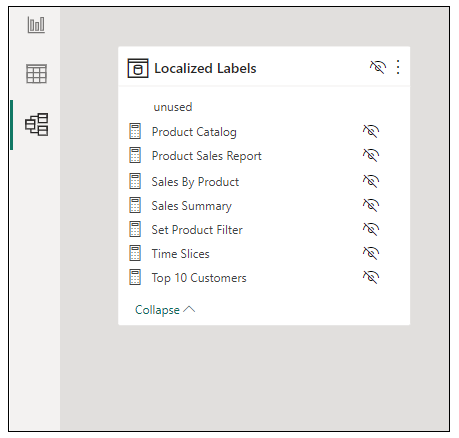 Localized Labels
unused
Product Catalog
Product Sales Report
Sales By Product
Sales Summary
Set Product Filter
Time Slices
Top 10 Customers
Collapse